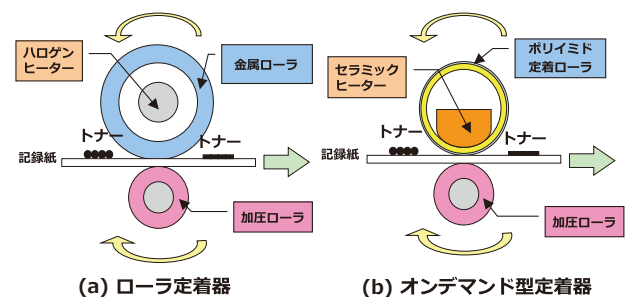 ハロゲン
ヒーター
金属ローラ
トナー
トナー
記録紙
加圧ローラ
(a) ローラ定着器
ポリイミド
定着ローラ
セラミック
ヒーター
トナー
トナー
記録紙
加圧ローラ
(b) オンデマンド型定着器